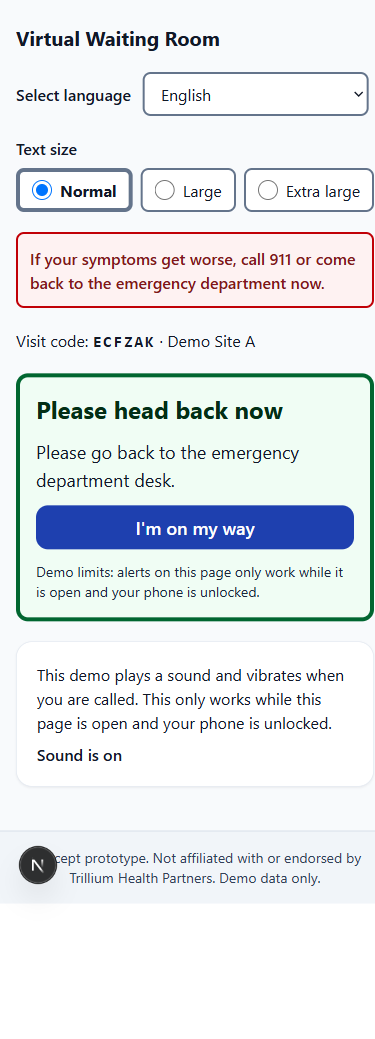 Virtual Waiting Room
Select language English
Text size
Normal Large Extra large
If your symptoms get worse, call 911 or come
back to the emergency department now.
Visit code: ECFZAK · Demo Site A
Please head back now
Please go back to the emergency
department desk.
I'm on my way
Demo limits: alerts on this page only work while it
is open and your phone is unlocked.
This demo plays a sound and vibrates when
you are called. This only works while this
page is open and your phone is unlocked.
Sound is on
N
cept prototype. Not affiliated with or endorsed by
Trillium Health Partners. Demo data only.